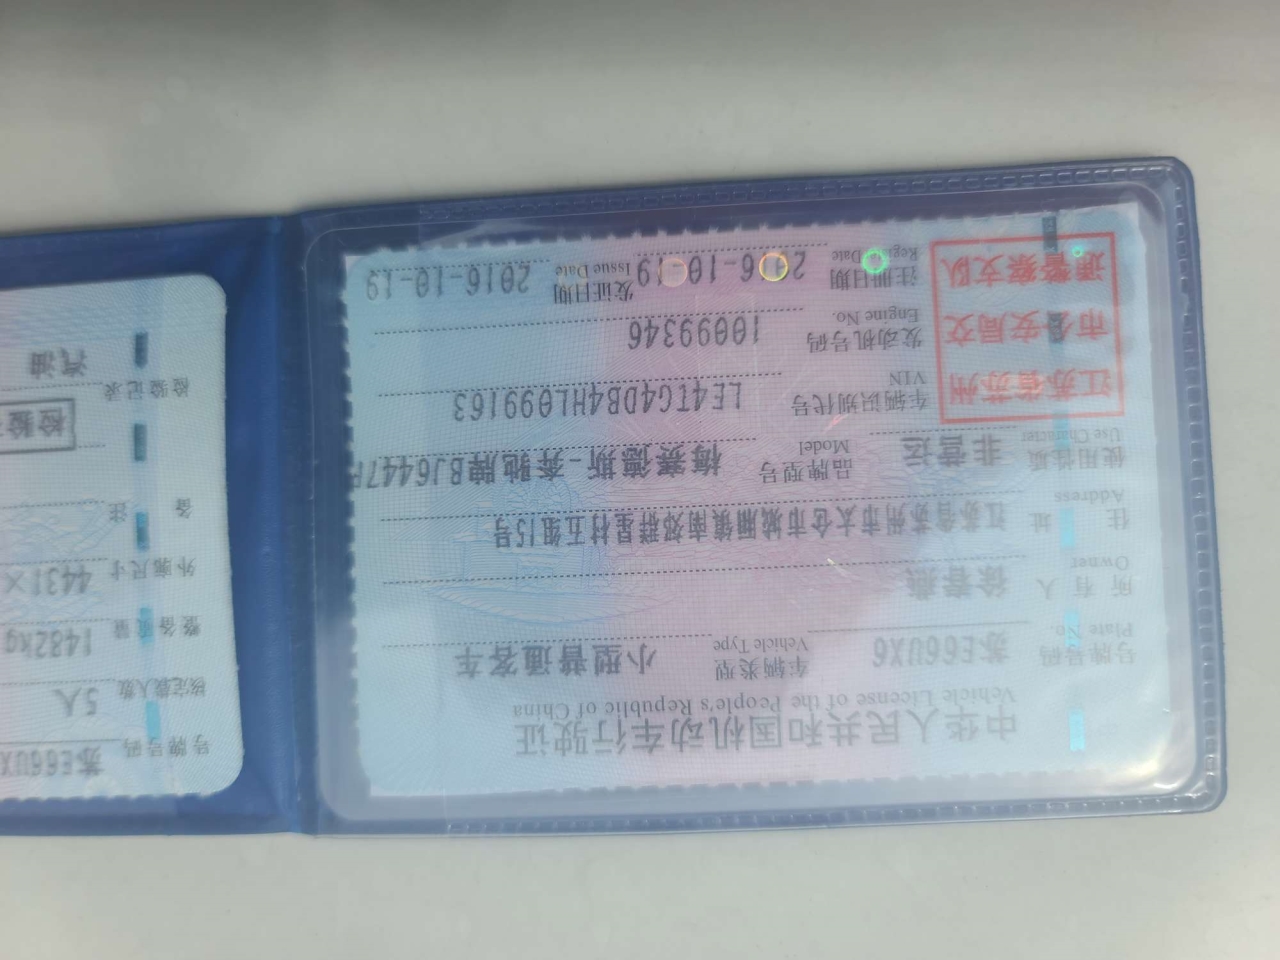 中华人民共和国机动车行驶证
Vehicle License of the People's Republic of China
号牌号码 Plate No. 苏E66UX6 车辆类型 Vehicle Type 小型普通客车
所有人 Owner 徐春燕
住址 Address 江苏省苏州市太仓市城厢镇南郊群星村五组15号
使用性质 Use Character 非营运 品牌型号 Model 梅赛德斯-奔驰牌BJ6447
江苏省苏州
市公安局交
通警察支队
车辆识别代号 VIN LE4TG4DB4HL099163
发动机号码 Engine No. 10099346
注册日期 Register Date 2016-10-19 发证日期 Issue Date 2016-10-19
号牌号码 苏E66UX
核定载人数 5人
整备质量 1482kg
外廓尺寸 4431×
备注
检验
检验记录
汽油